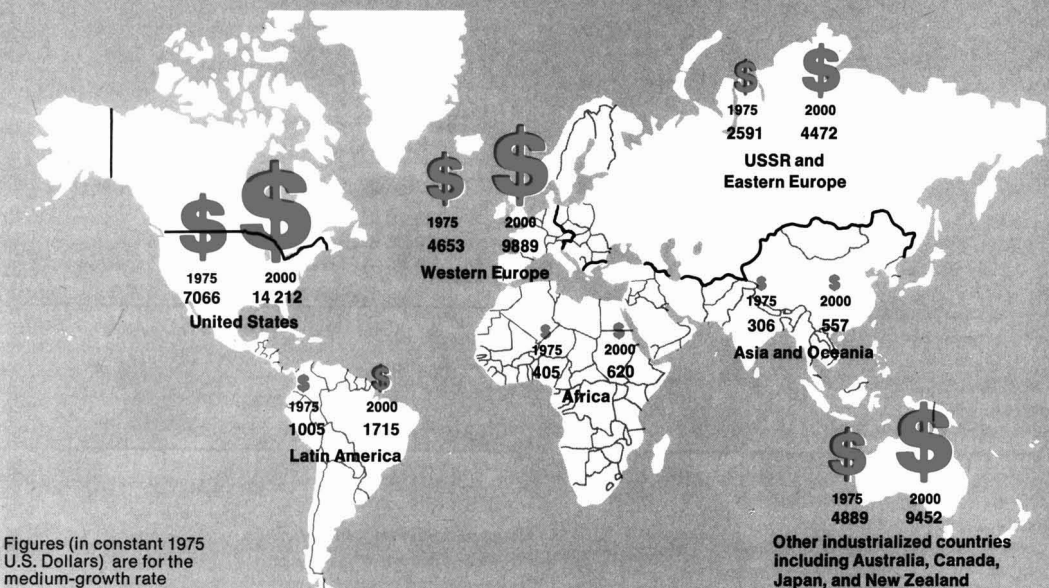 $ $
1975 2000
2591 4472
USSR and
Eastern Europe
$ $
1975 2000
4653 9889
Western Europe
$ $
1975 2000
7066 14 212
United States
$ $
1975 2000
306 557
Asia and Oceania
$ $
1975 2000
405 620
Africa
$ $
1975 2000
1005 1715
Latin America
$ $
1975 2000
4889 9452
Other industrialized countries
including Australia, Canada,
Japan, and New Zealand
Figures (in constant 1975
U.S. Dollars) are for the
medium-growth rate